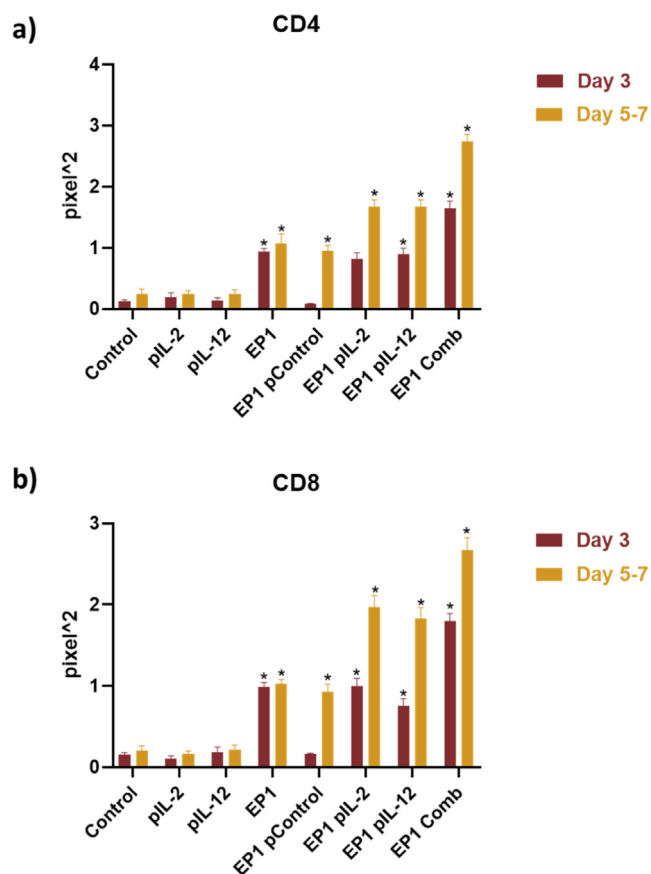 a)
CD4
4
3
2
1
0
pixel^2
Day 3
Day 5-7
* * * * * * * *
Control
pIL-2
pIL-12
EP1
EP1 pControl
EP1 pIL-2
EP1 pIL-12
EP1 Comb
b)
CD8
3
2
1
0
pixel^2
Day 3
Day 5-7
* * * * * * * * *
Control
pIL-2
pIL-12
EP1
EP1 pControl
EP1 pIL-2
EP1 pIL-12
EP1 Comb